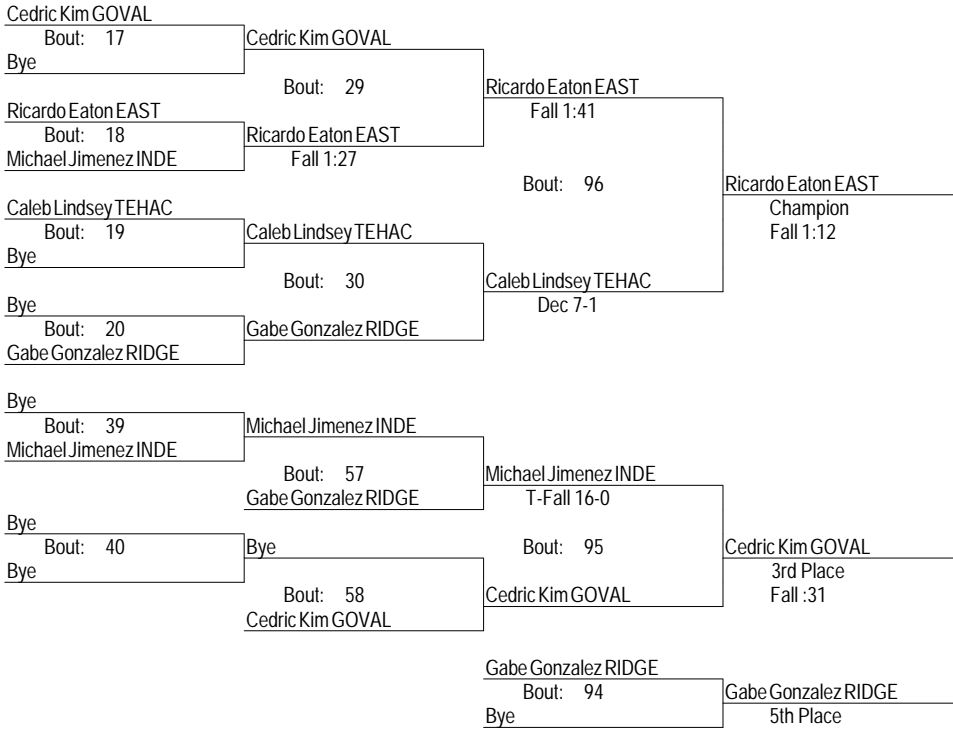 Cedric Kim GOVAL
Bout: 17
Bye
Cedric Kim GOVAL
Bout: 29
Ricardo Eaton EAST
Fall 1:41
Ricardo Eaton EAST
Bout: 18
Michael Jimenez INDE
Ricardo Eaton EAST
Fall 1:27
Bout: 96
Ricardo Eaton EAST
Champion
Fall 1:12
Caleb Lindsey TEHAC
Bout: 19
Bye
Caleb Lindsey TEHAC
Bout: 30
Caleb Lindsey TEHAC
Dec 7-1
Bye
Bout: 20
Gabe Gonzalez RIDGE
Gabe Gonzalez RIDGE
Bye
Bout: 39
Michael Jimenez INDE
Michael Jimenez INDE
Bout: 57
Gabe Gonzalez RIDGE
Michael Jimenez INDE
T-Fall 16-0
Bye
Bout: 40
Bye
Bye
Bout: 58
Cedric Kim GOVAL
Bout: 95
Cedric Kim GOVAL
Cedric Kim GOVAL
3rd Place
Fall :31
Gabe Gonzalez RIDGE
Bout: 94
Bye
Gabe Gonzalez RIDGE
5th Place